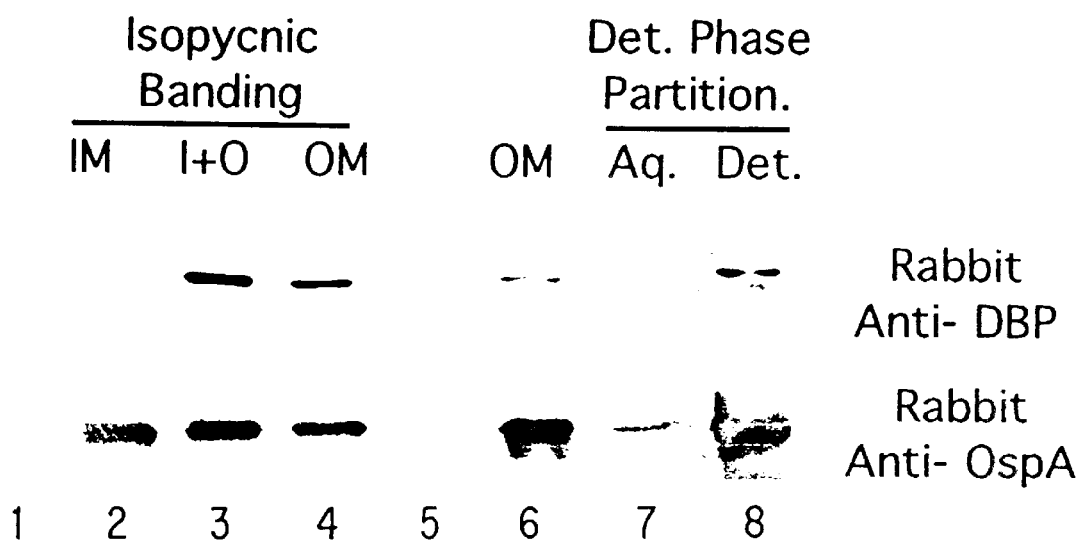 Isopycnic
Banding
Det. Phase
Partition.
IM I+O OM OM Aq. Det.
Rabbit
Anti- DBP
Rabbit
Anti- OspA
1 2 3 4 5 6 7 8